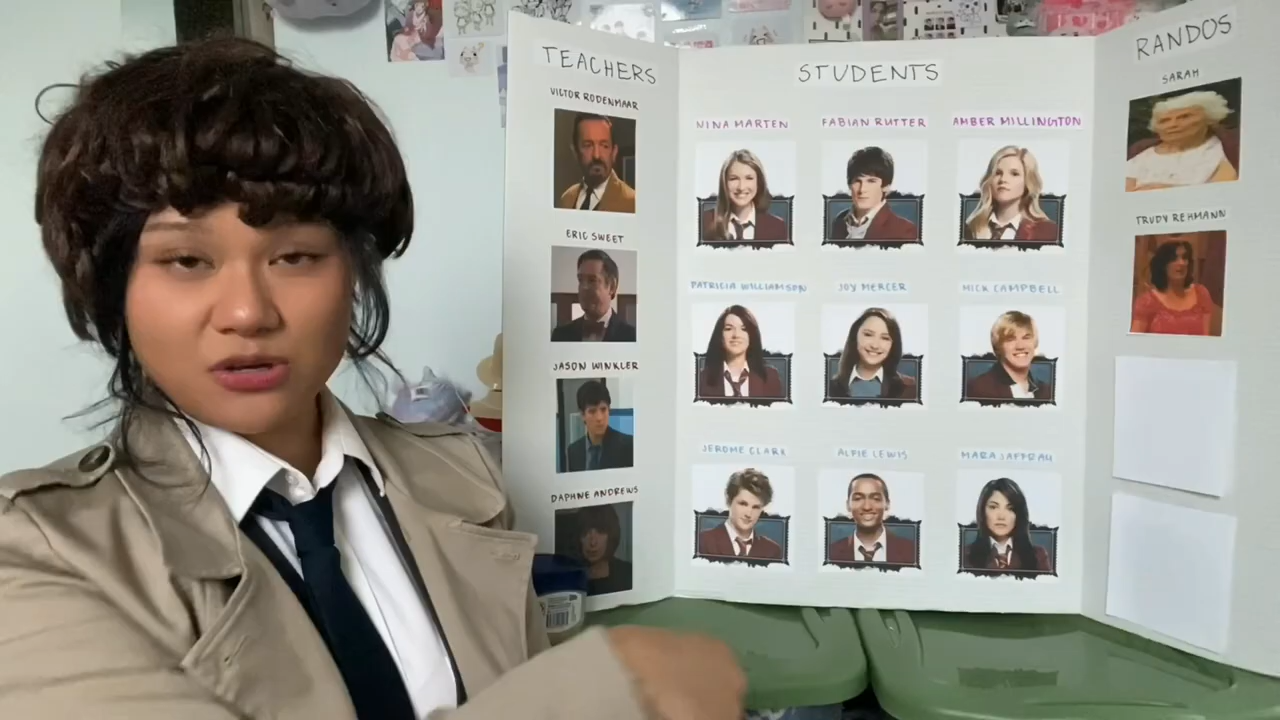 TEACHERS
VICTOR RODENMAAR
ERIC SWEET
JASON WINKLER
DAPHNE ANDREWS
STUDENTS
NINA MARTEN
FABIAN RUTTER
AMBER MILLINGTON
PATRICIA WILLIAMSON
JOY MERCER
MICK CAMPBELL
JEROME CLARK
ALFIE LEWIS
MARA JAFFRAY
RANDOS
SARAH
TRUDY REHMANN